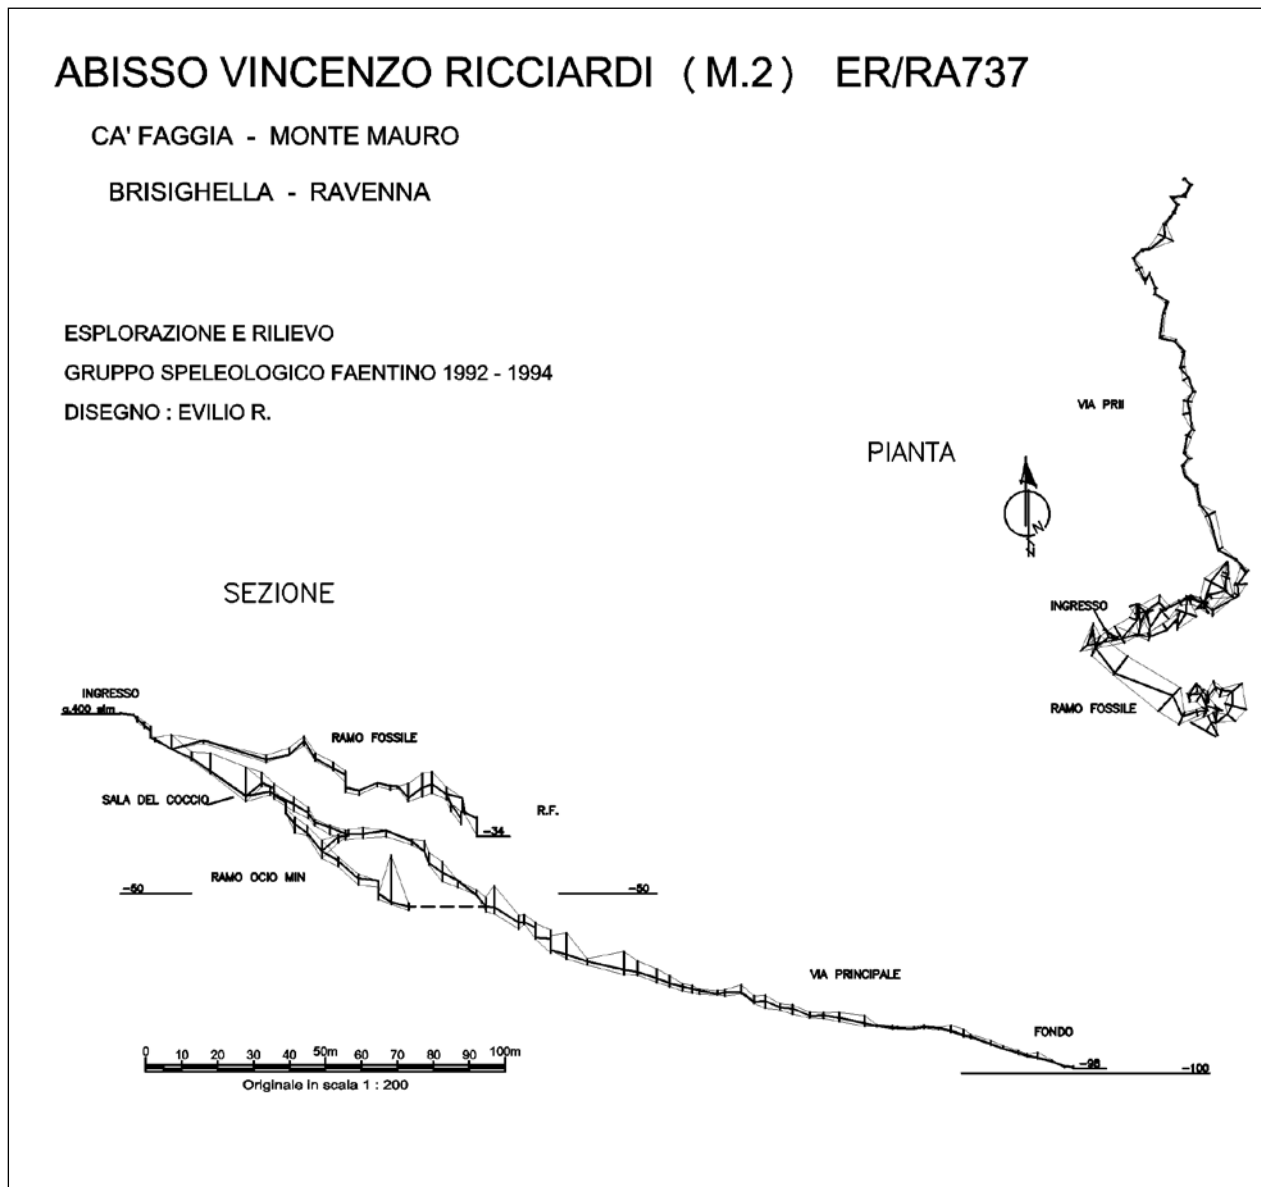 ABISSO VINCENZO RICCIARDI ( M.2 ) ER/RA737
CA' FAGGIA - MONTE MAURO
BRISIGHELLA - RAVENNA
ESPLORAZIONE E RILIEVO
GRUPPO SPELEOLOGICO FAENTINO 1992 - 1994
DISEGNO : EVILIO R.
VIA PRII
PIANTA
N
N
SEZIONE
INGRESSO
RAMO FOSSILE
INGRESSO
q.400 slm
RAMO FOSSILE
SALA DEL COCCIO
R.F.
-34
RAMO OCIO MIN
-50
-50
VIA PRINCIPALE
FONDO
-98
-100
0 10 20 30 40 50m 60 70 80 90 100m
Originale in scala 1 : 200